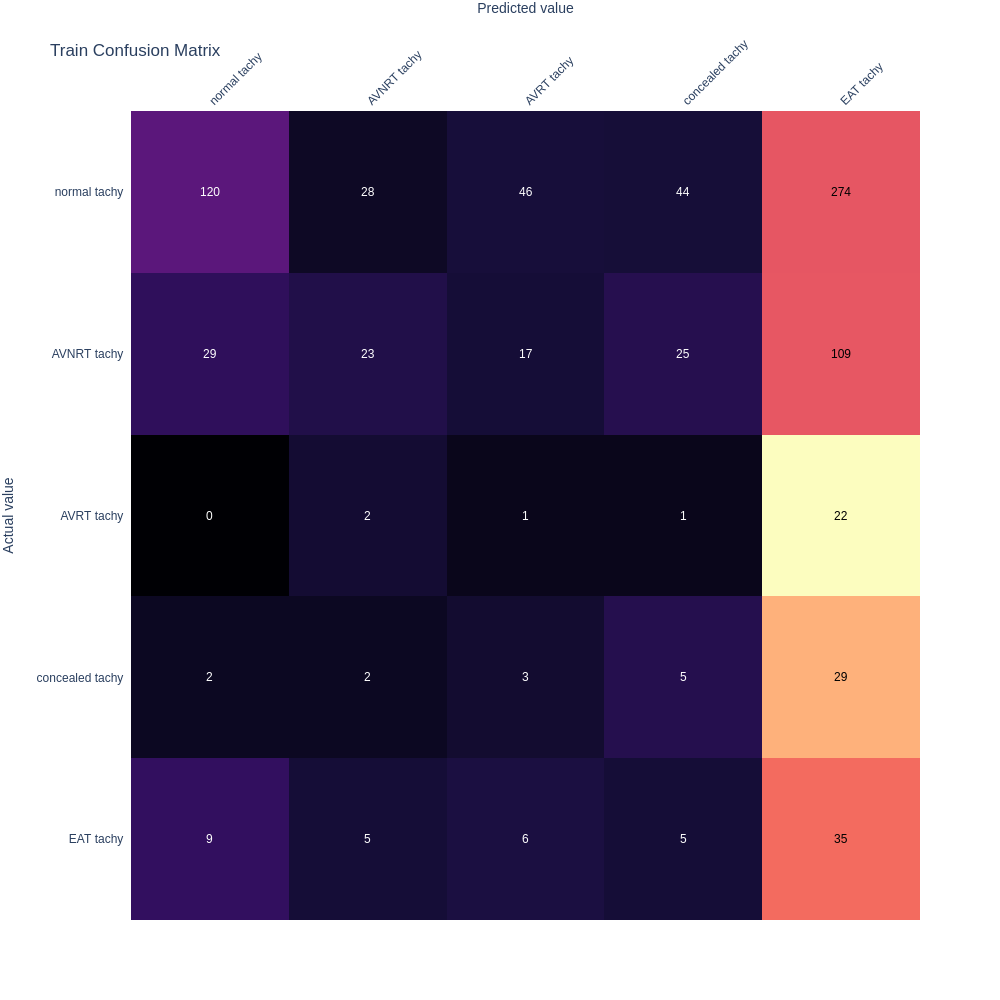 Predicted value
Train Confusion Matrix
normal tachy
AVNRT tachy
AVRT tachy
concealed tachy
EAT tachy
normal tachy 120 28 46 44 274
AVNRT tachy 29 23 17 25 109
Actual value
AVRT tachy 0 2 1 1 22
concealed tachy 2 2 3 5 29
EAT tachy 9 5 6 5 35